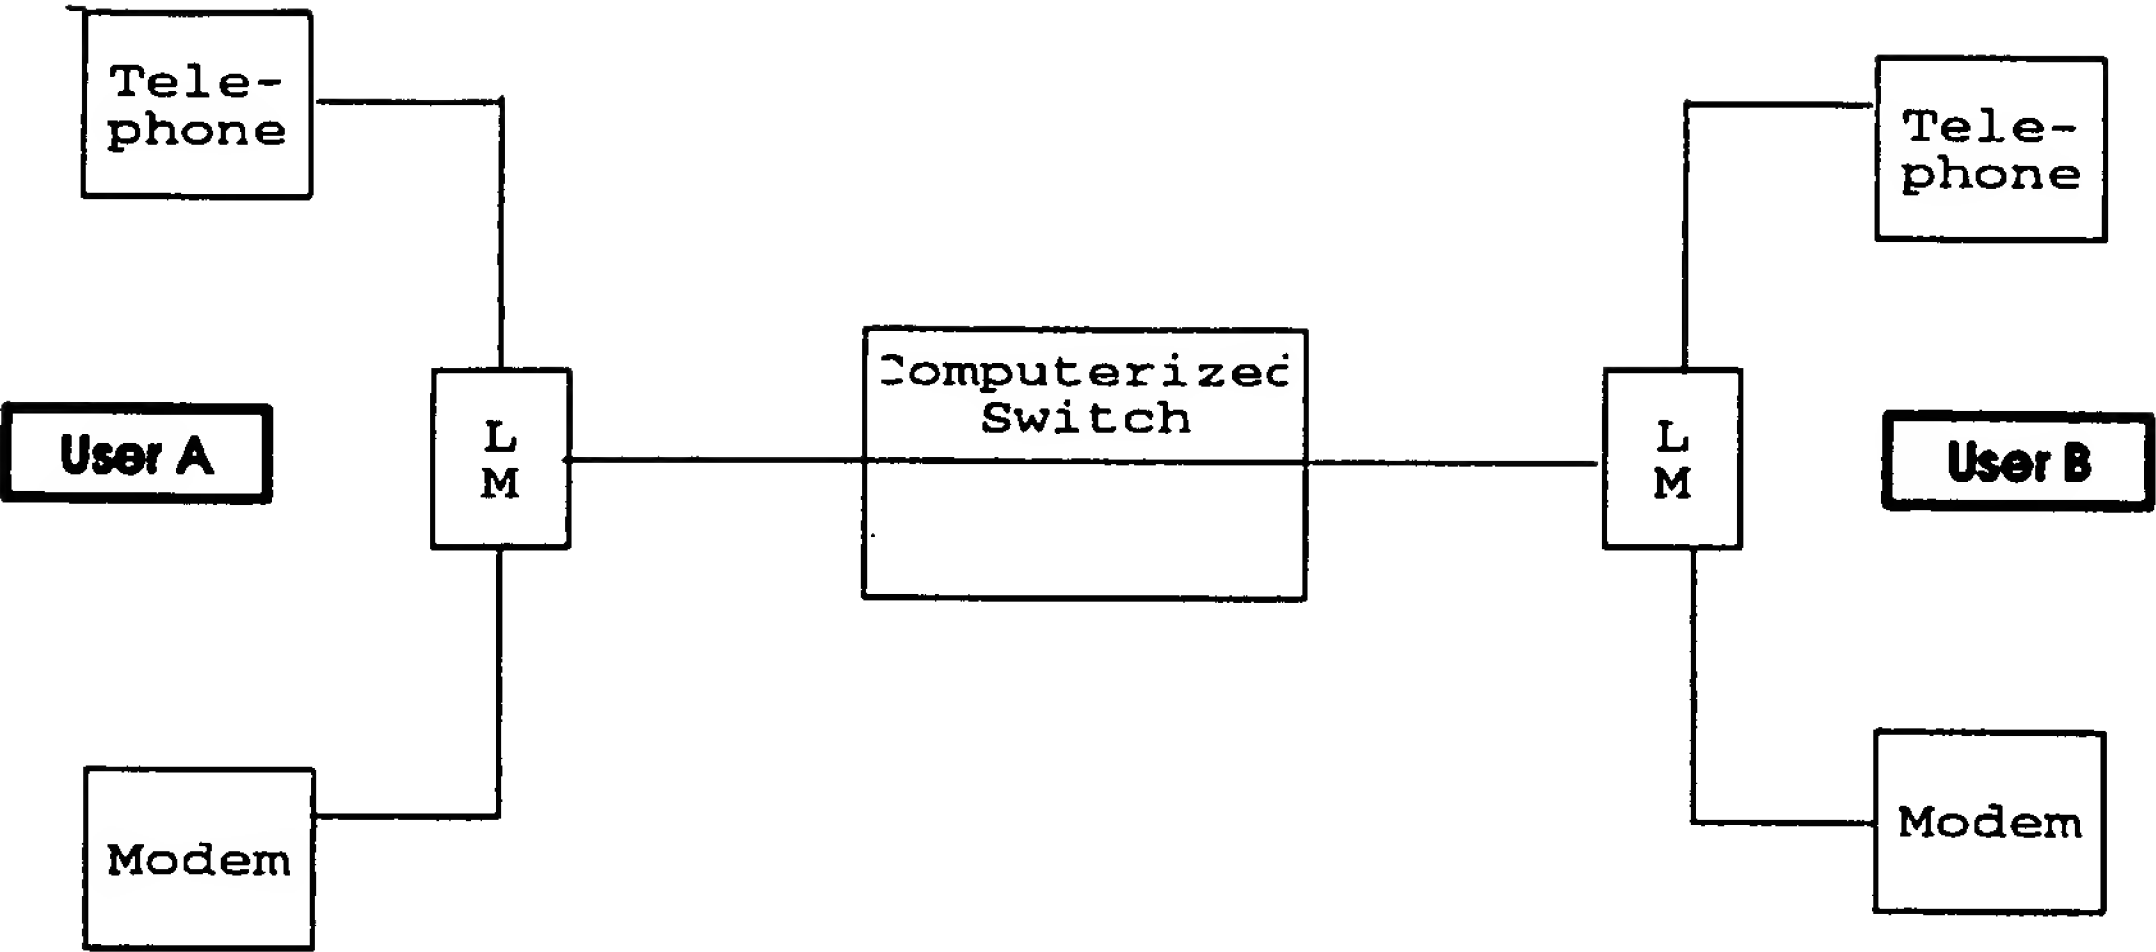 Tele-
phone
Tele-
phone
Computerized
Switch
L
M
L
M
User A
User B
Modem
Modem